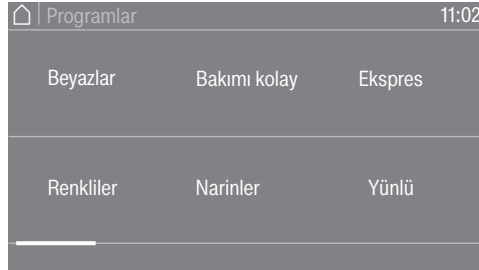 Programlar 11:02
Beyazlar Bakımı kolay Ekspres
Renkliler Narinler Yünlü